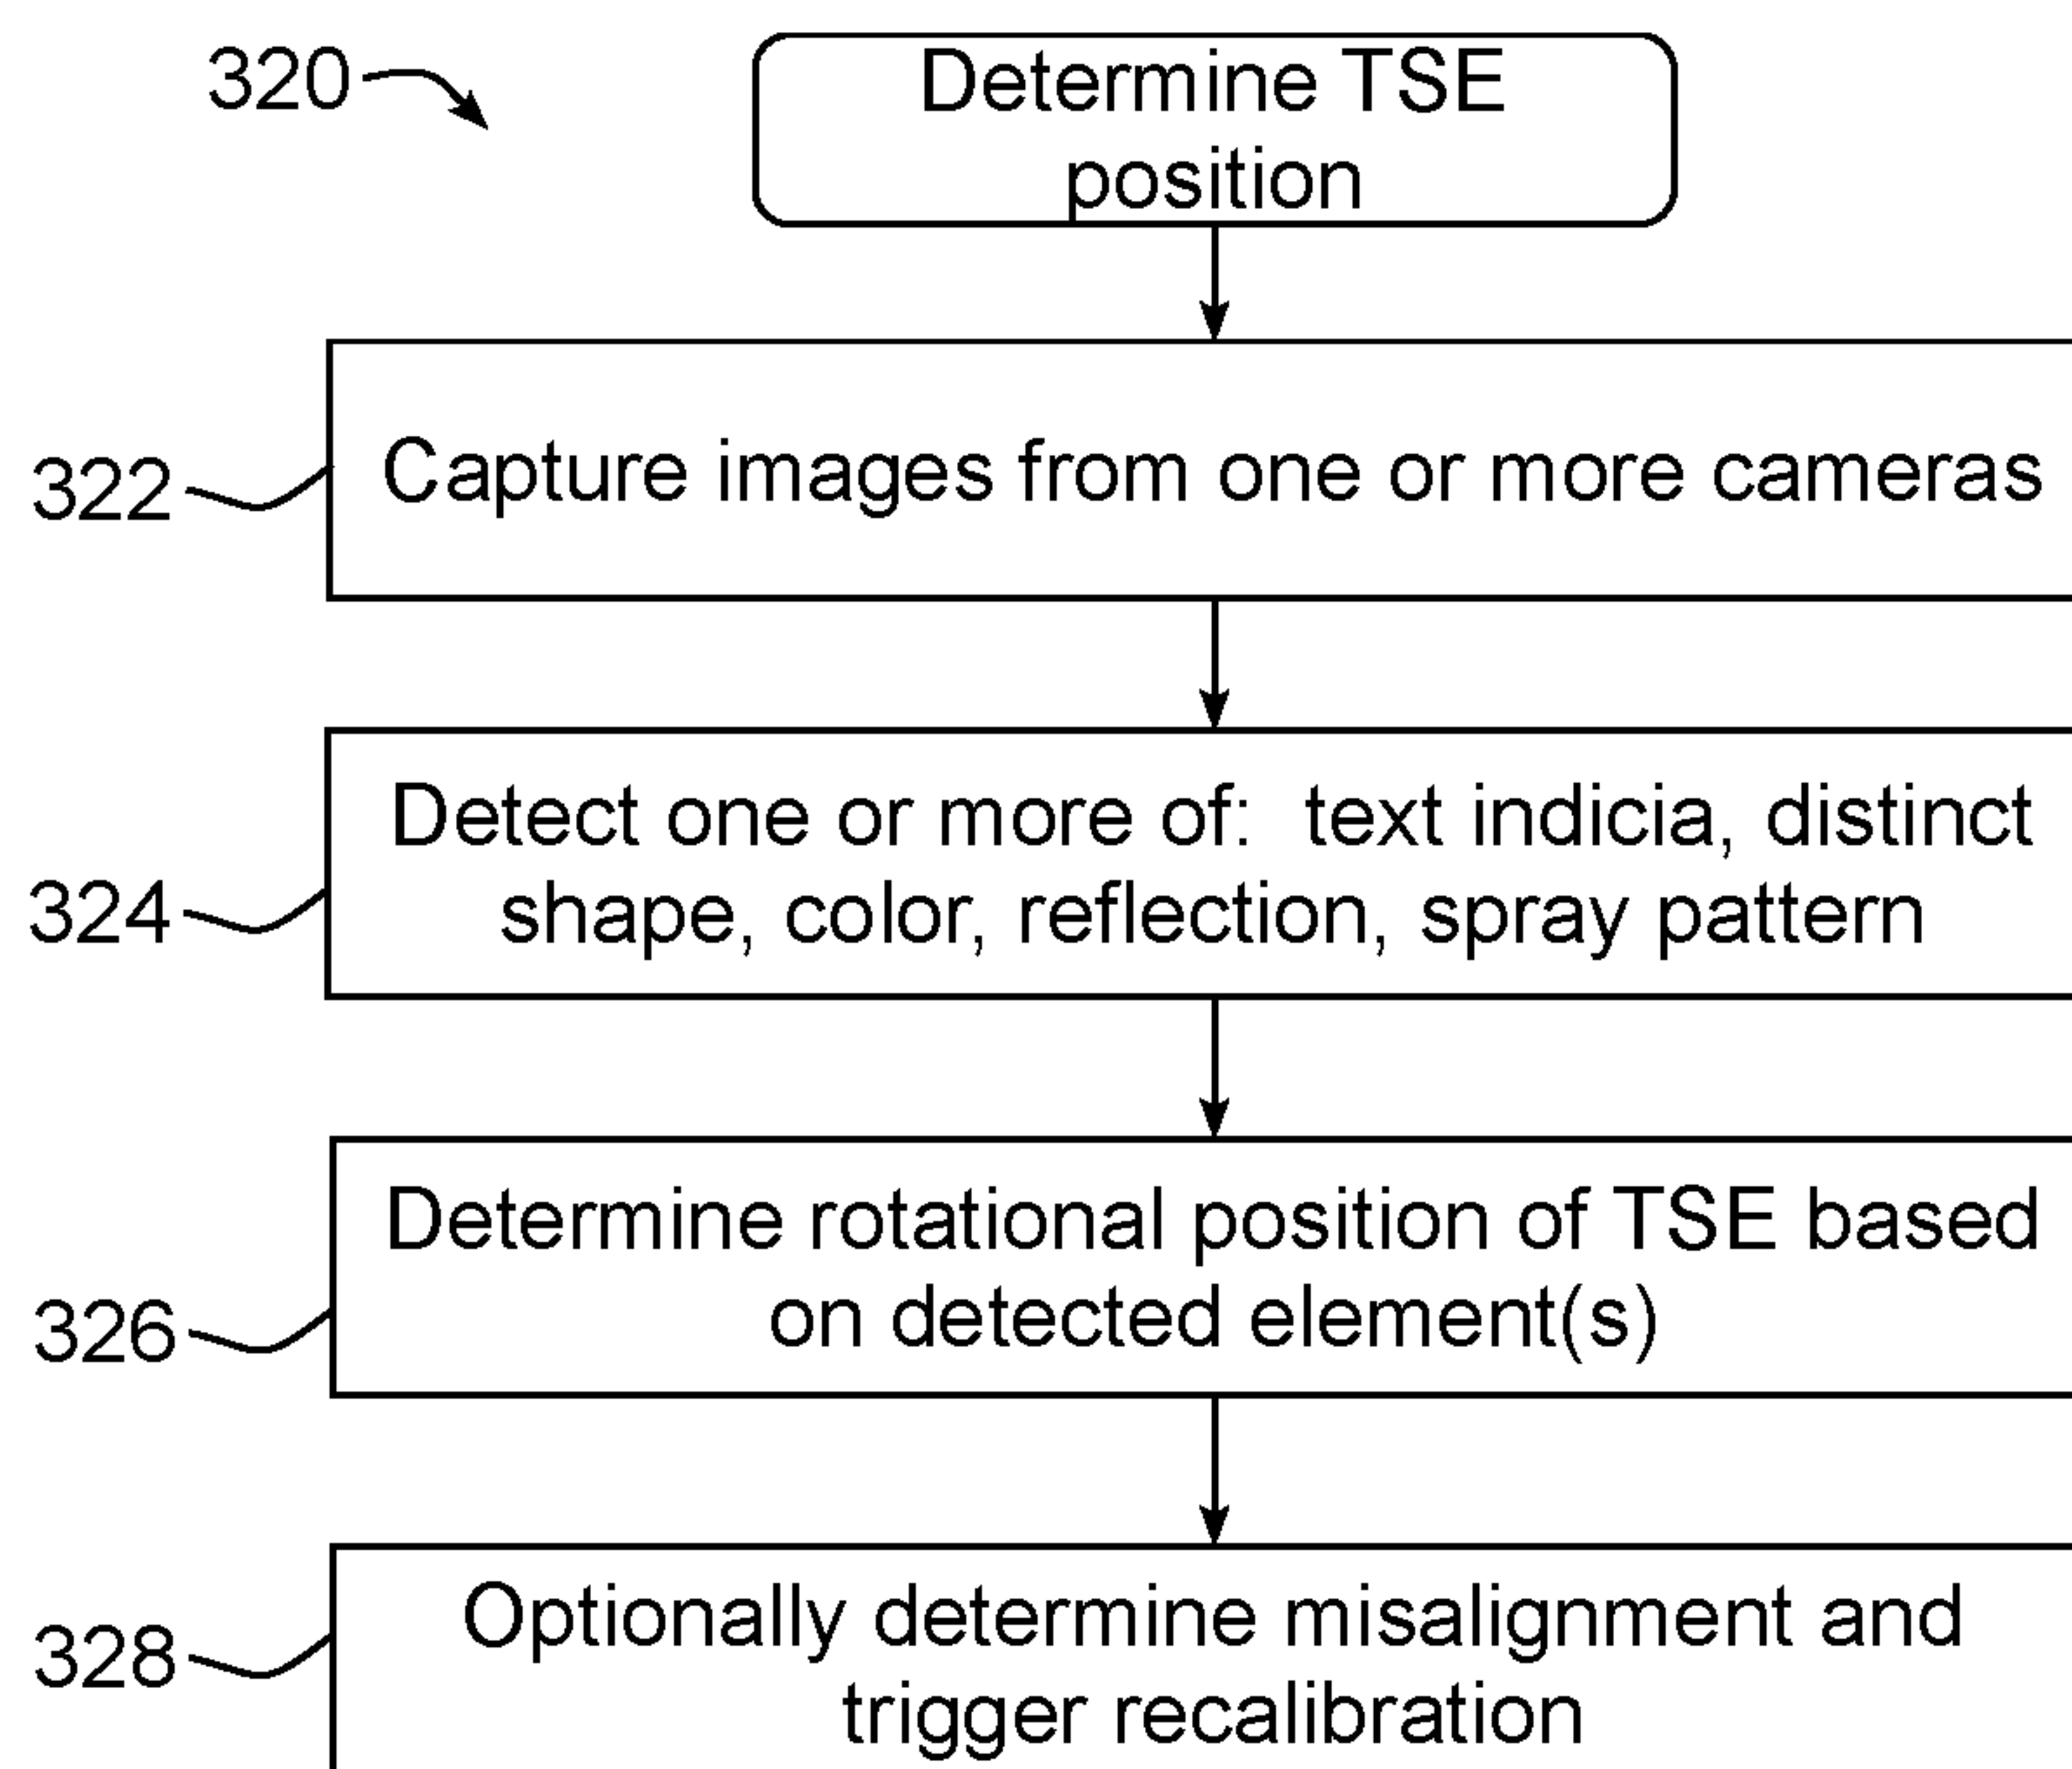 320
Determine TSE
position
322
Capture images from one or more cameras
324
Detect one or more of:  text indicia, distinct
shape, color, reflection, spray pattern
326
Determine rotational position of TSE based
on detected element(s)
328
Optionally determine misalignment and
trigger recalibration